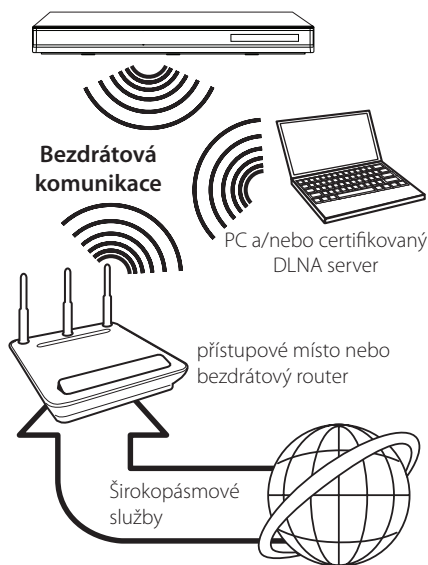 Bezdrátová
komunikace
PC a/nebo certifikovaný
DLNA server
přístupové místo nebo
bezdrátový router
Širokopásmové
služby